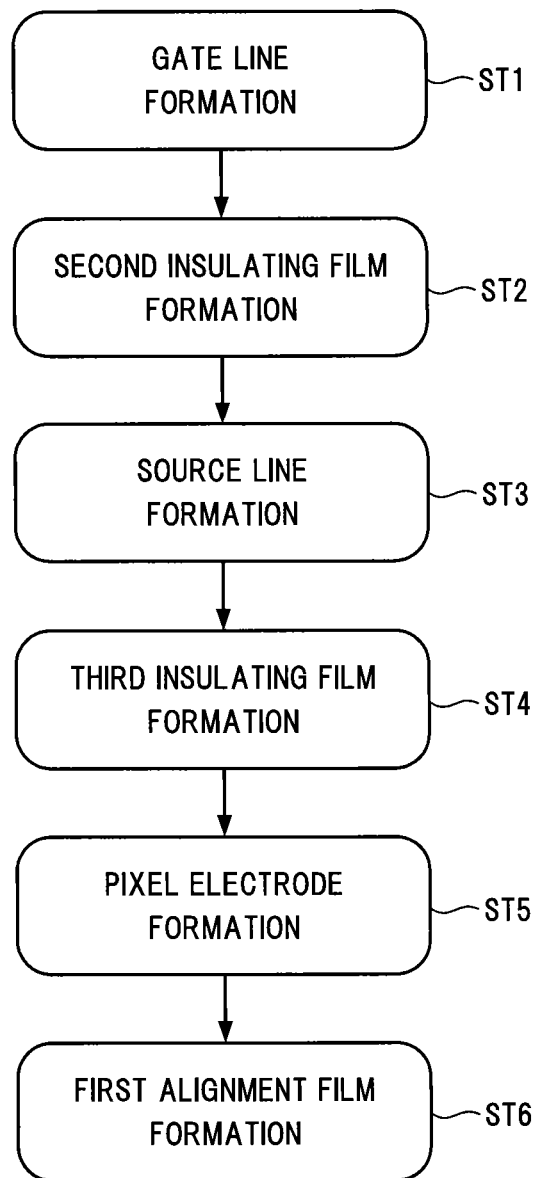 GATE LINE
FORMATION
ST1
SECOND INSULATING FILM
FORMATION
ST2
SOURCE LINE
FORMATION
ST3
THIRD INSULATING FILM
FORMATION
ST4
PIXEL ELECTRODE
FORMATION
ST5
FIRST ALIGNMENT FILM
FORMATION
ST6